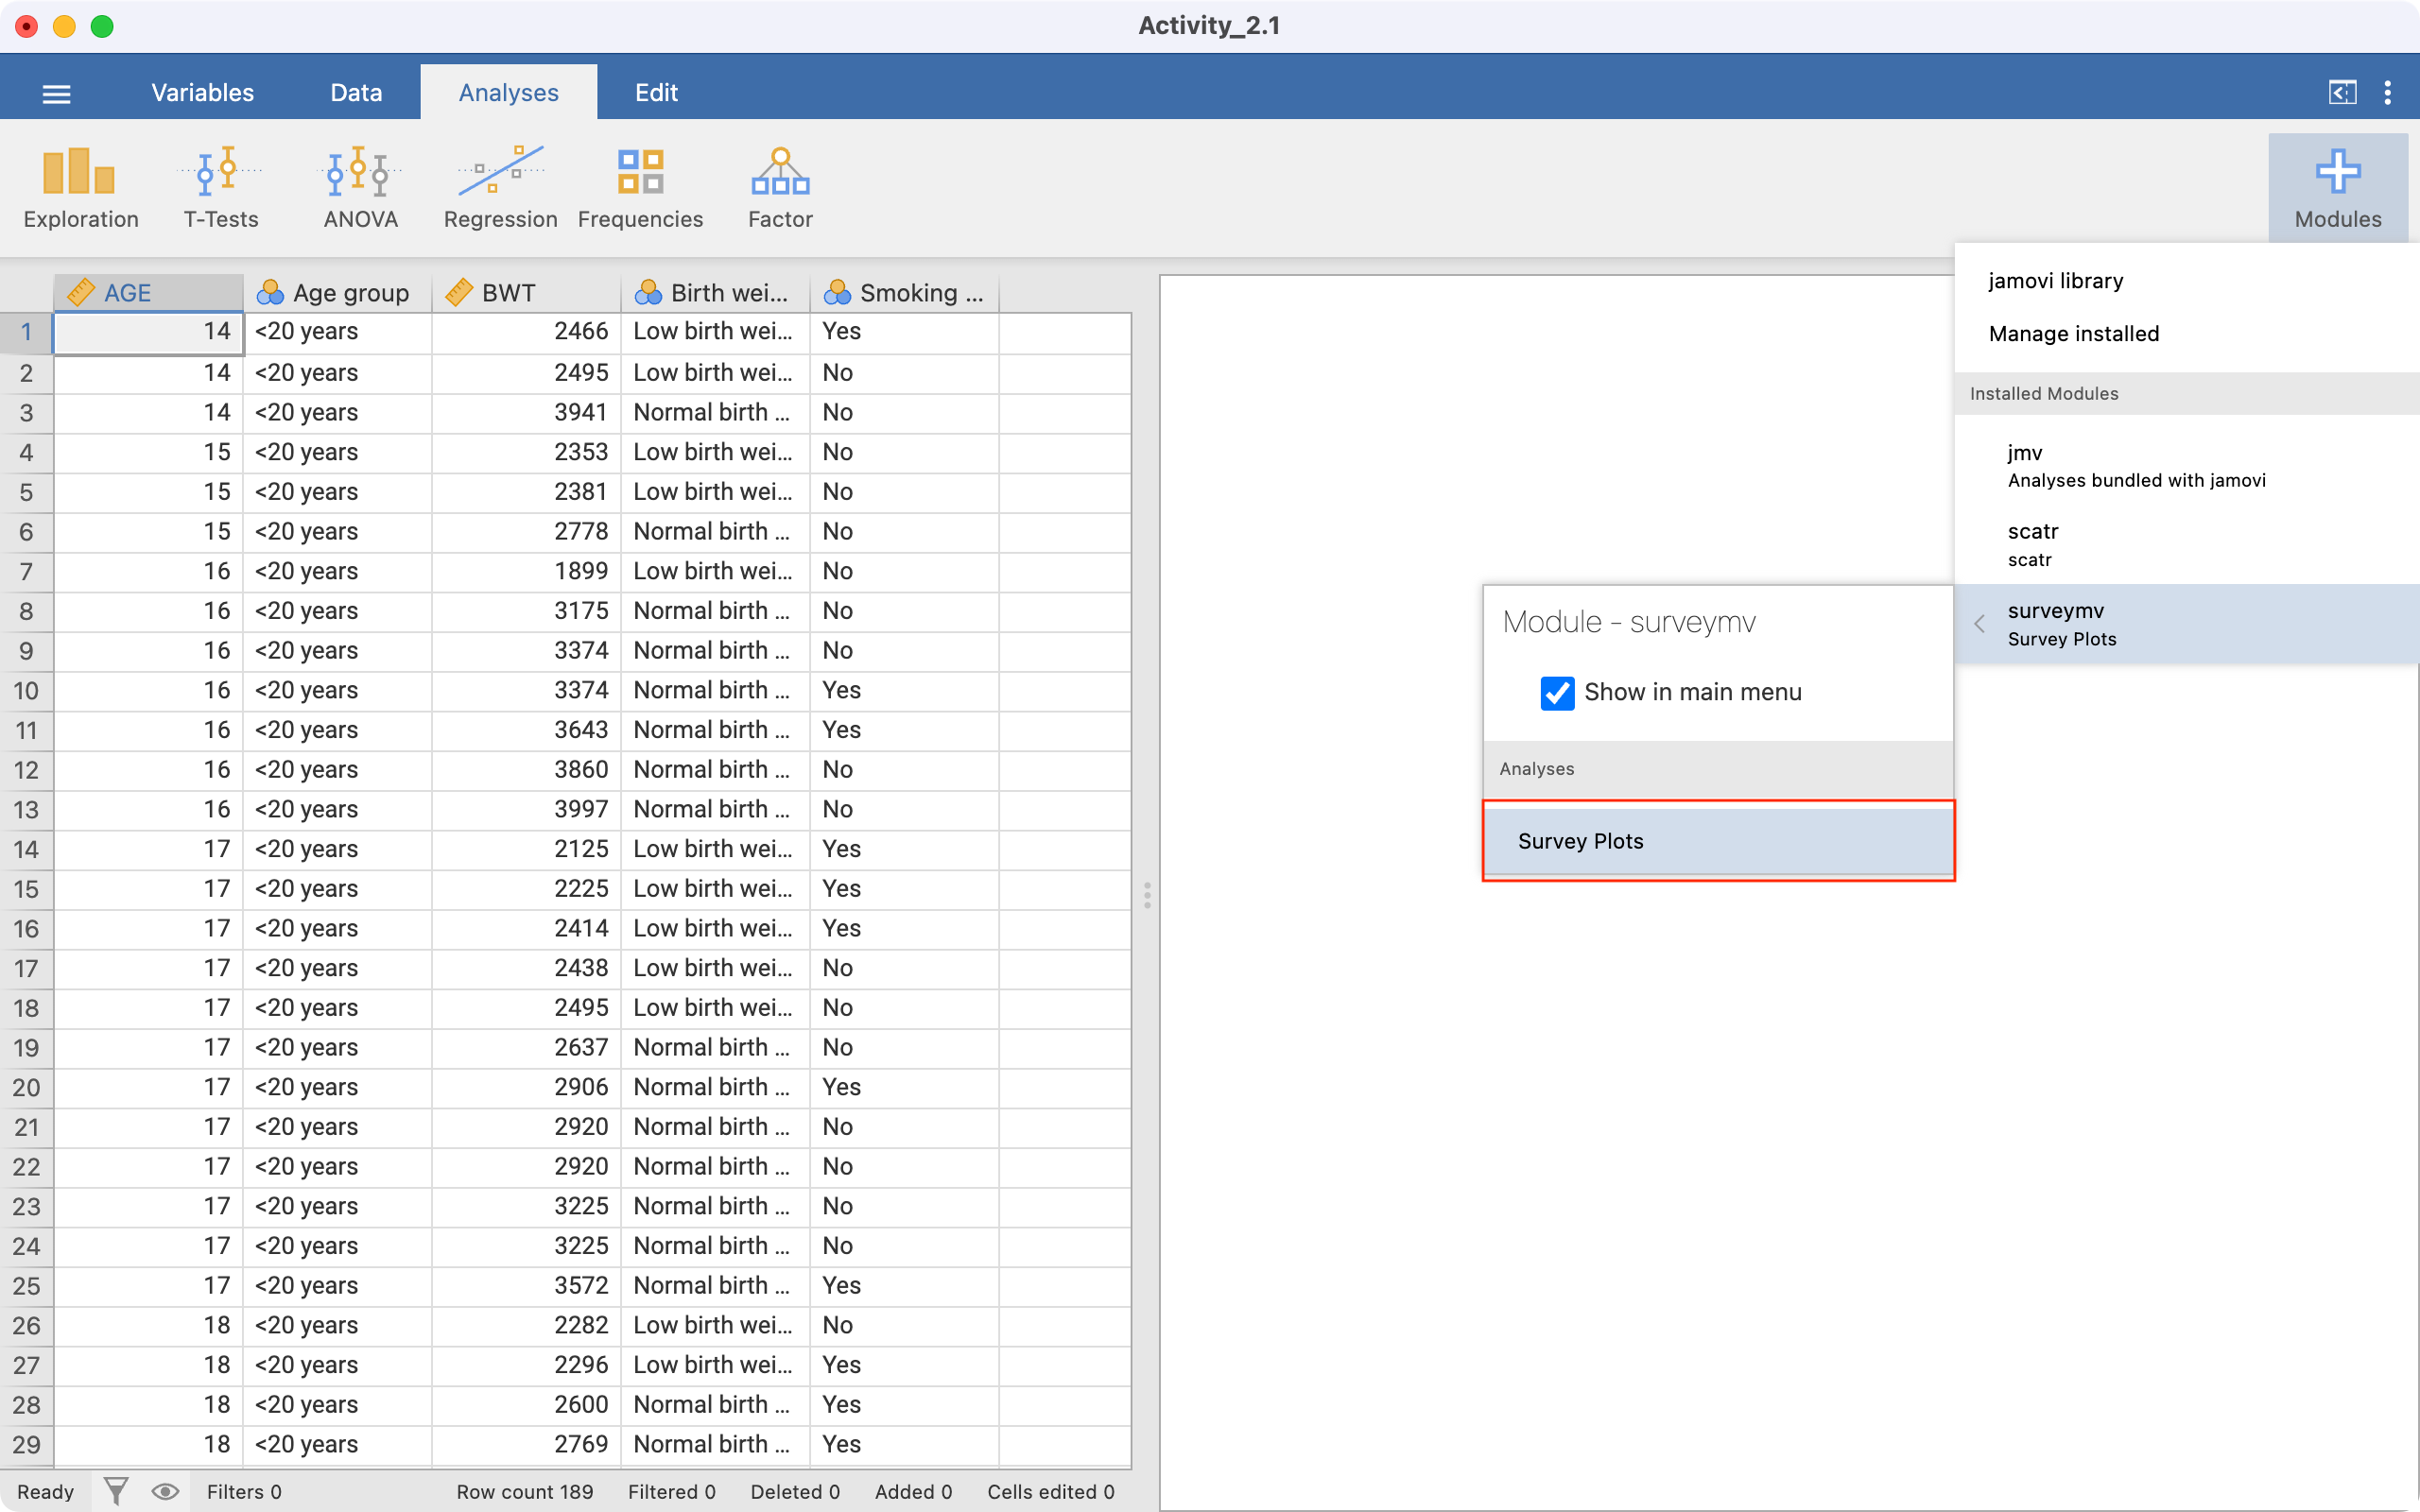 Activity_2.1
Variables Data Analyses Edit
Exploration T-Tests ANOVA Regression Frequencies Factor Modules
jamovi library
Manage installed
Installed Modules
jmv
Analyses bundled with jamovi
scatr
scatr
surveymv
Survey Plots
Module - surveymv
Show in main menu
Analyses
Survey Plots
AGE Age group BWT Birth wei... Smoking ...
1 14 <20 years 2466 Low birth wei... Yes
2 14 <20 years 2495 Low birth wei... No
3 14 <20 years 3941 Normal birth ... No
4 15 <20 years 2353 Low birth wei... No
5 15 <20 years 2381 Low birth wei... No
6 15 <20 years 2778 Normal birth ... No
7 16 <20 years 1899 Low birth wei... No
8 16 <20 years 3175 Normal birth ... No
9 16 <20 years 3374 Normal birth ... No
10 16 <20 years 3374 Normal birth ... Yes
11 16 <20 years 3643 Normal birth ... Yes
12 16 <20 years 3860 Normal birth ... No
13 16 <20 years 3997 Normal birth ... No
14 17 <20 years 2125 Low birth wei... Yes
15 17 <20 years 2225 Low birth wei... Yes
16 17 <20 years 2414 Low birth wei... Yes
17 17 <20 years 2438 Low birth wei... No
18 17 <20 years 2495 Low birth wei... No
19 17 <20 years 2637 Normal birth ... No
20 17 <20 years 2906 Normal birth ... Yes
21 17 <20 years 2920 Normal birth ... No
22 17 <20 years 2920 Normal birth ... No
23 17 <20 years 3225 Normal birth ... No
24 17 <20 years 3225 Normal birth ... No
25 17 <20 years 3572 Normal birth ... Yes
26 18 <20 years 2282 Low birth wei... No
27 18 <20 years 2296 Low birth wei... Yes
28 18 <20 years 2600 Normal birth ... Yes
29 18 <20 years 2769 Normal birth ... Yes
Ready Filters 0 Row count 189 Filtered 0 Deleted 0 Added 0 Cells edited 0